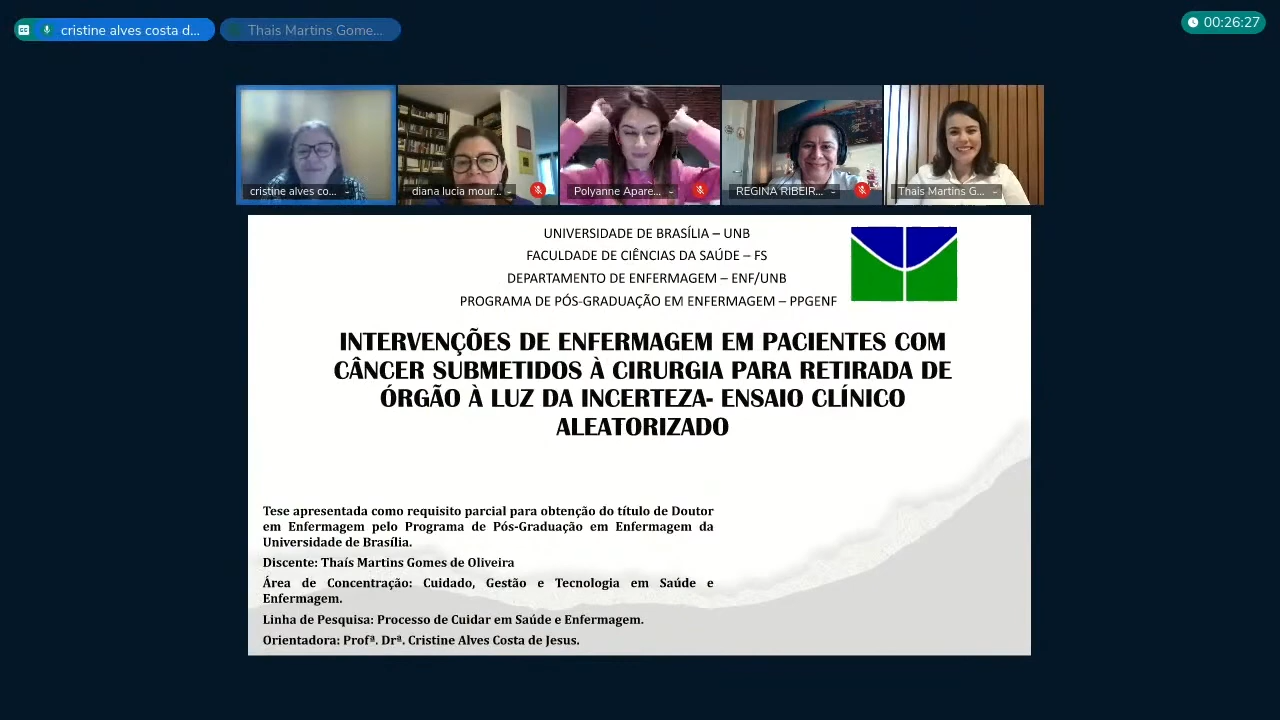 cristine alves costa d...
Thais Martins Gome...
00:26:27
cristine alves co...
diana lucia mour...
Polyanne Apare...
REGINA RIBEIR...
Thais Martins G...
UNIVERSIDADE DE BRASÍLIA – UNB
FACULDADE DE CIÊNCIAS DA SAÚDE – FS
DEPARTAMENTO DE ENFERMAGEM – ENF/UNB
PROGRAMA DE PÓS-GRADUAÇÃO EM ENFERMAGEM – PPGENF
INTERVENÇÕES DE ENFERMAGEM EM PACIENTES COM
CÂNCER SUBMETIDOS À CIRURGIA PARA RETIRADA DE
ÓRGÃO À LUZ DA INCERTEZA- ENSAIO CLÍNICO
ALEATORIZADO
Tese apresentada como requisito parcial para obtenção do título de Doutor
em Enfermagem pelo Programa de Pós-Graduação em Enfermagem da
Universidade de Brasília.
Discente: Thaís Martins Gomes de Oliveira
Área de Concentração: Cuidado, Gestão e Tecnologia em Saúde e
Enfermagem.
Linha de Pesquisa: Processo de Cuidar em Saúde e Enfermagem.
Orientadora: Profª. Drª. Cristine Alves Costa de Jesus.